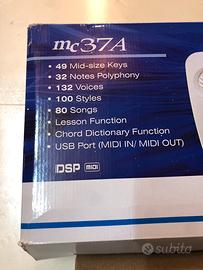 mc37A
• 49 Mid-size Keys
• 32 Notes Polyphony
• 132 Voices
• 100 Styles
• 80 Songs
• Lesson Function
• Chord Dictionary Function
• USB Port (MIDI IN/ MIDI OUT)
DSP MIDI
subito